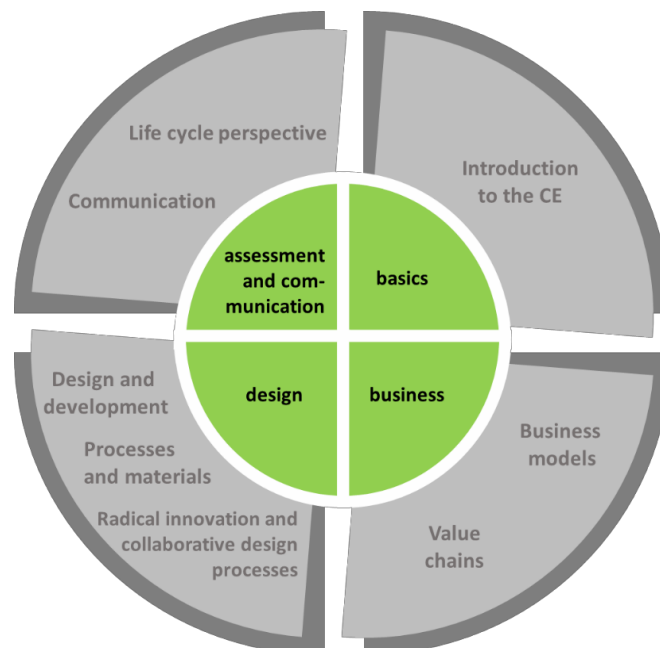 Life cycle perspective
Communication
Introduction
to the CE
assessment
and com-
munication
basics
design
business
Design and
development
Processes
and materials
Radical innovation and
collaborative design
processes
Business
models
Value
chains